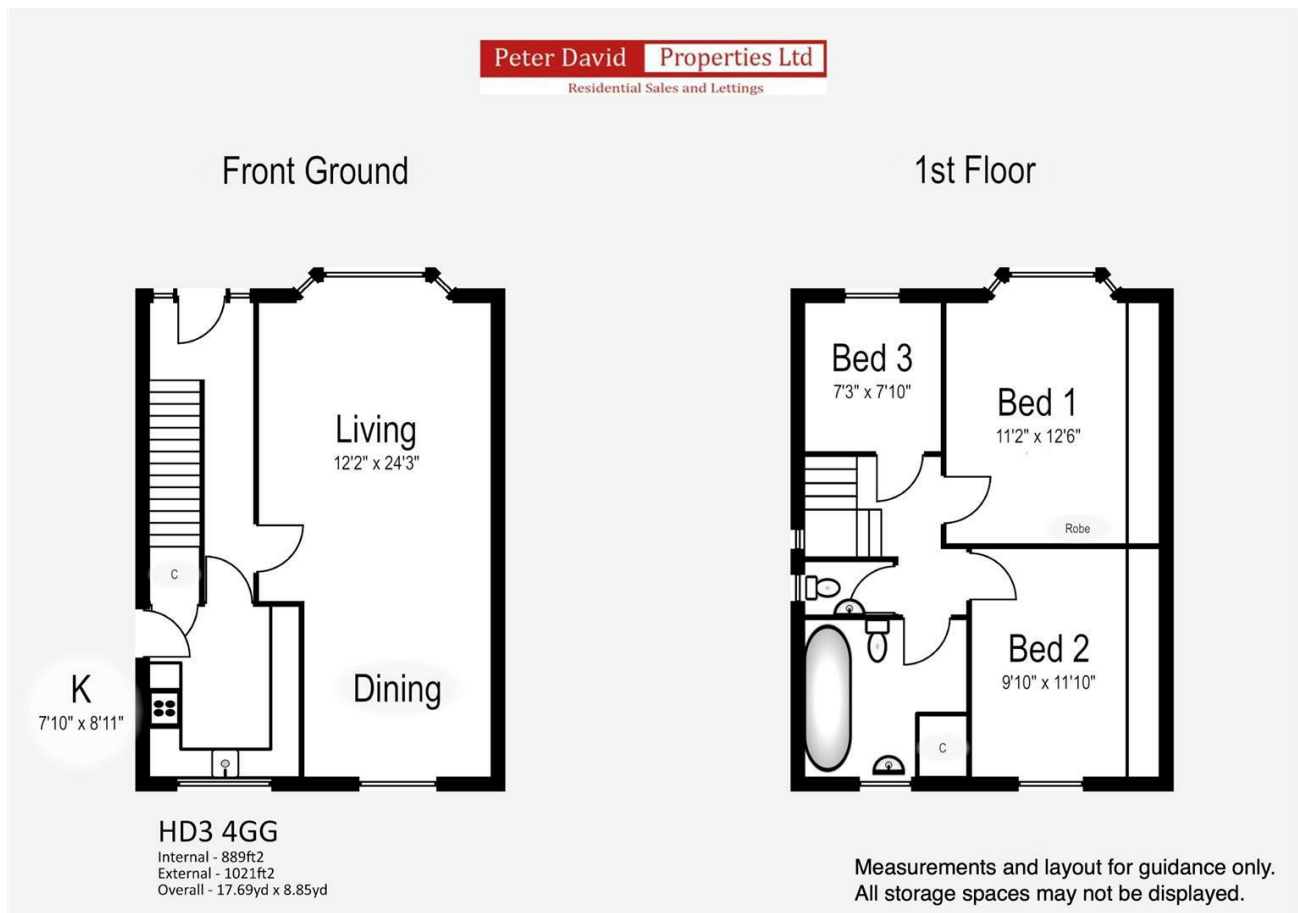 Peter David Properties Ltd
Residential Sales and Lettings
Front Ground
1st Floor
Living
12'2" x 24'3"
C
Dining
K
7'10" x 8'11"
Bed 3
7'3" x 7'10"
Bed 1
11'2" x 12'6"
Robe
Bed 2
9'10" x 11'10"
C
HD3 4GG
Internal - 889ft2
External - 1021ft2
Overall - 17.69yd x 8.85yd
Measurements and layout for guidance only.
All storage spaces may not be displayed.